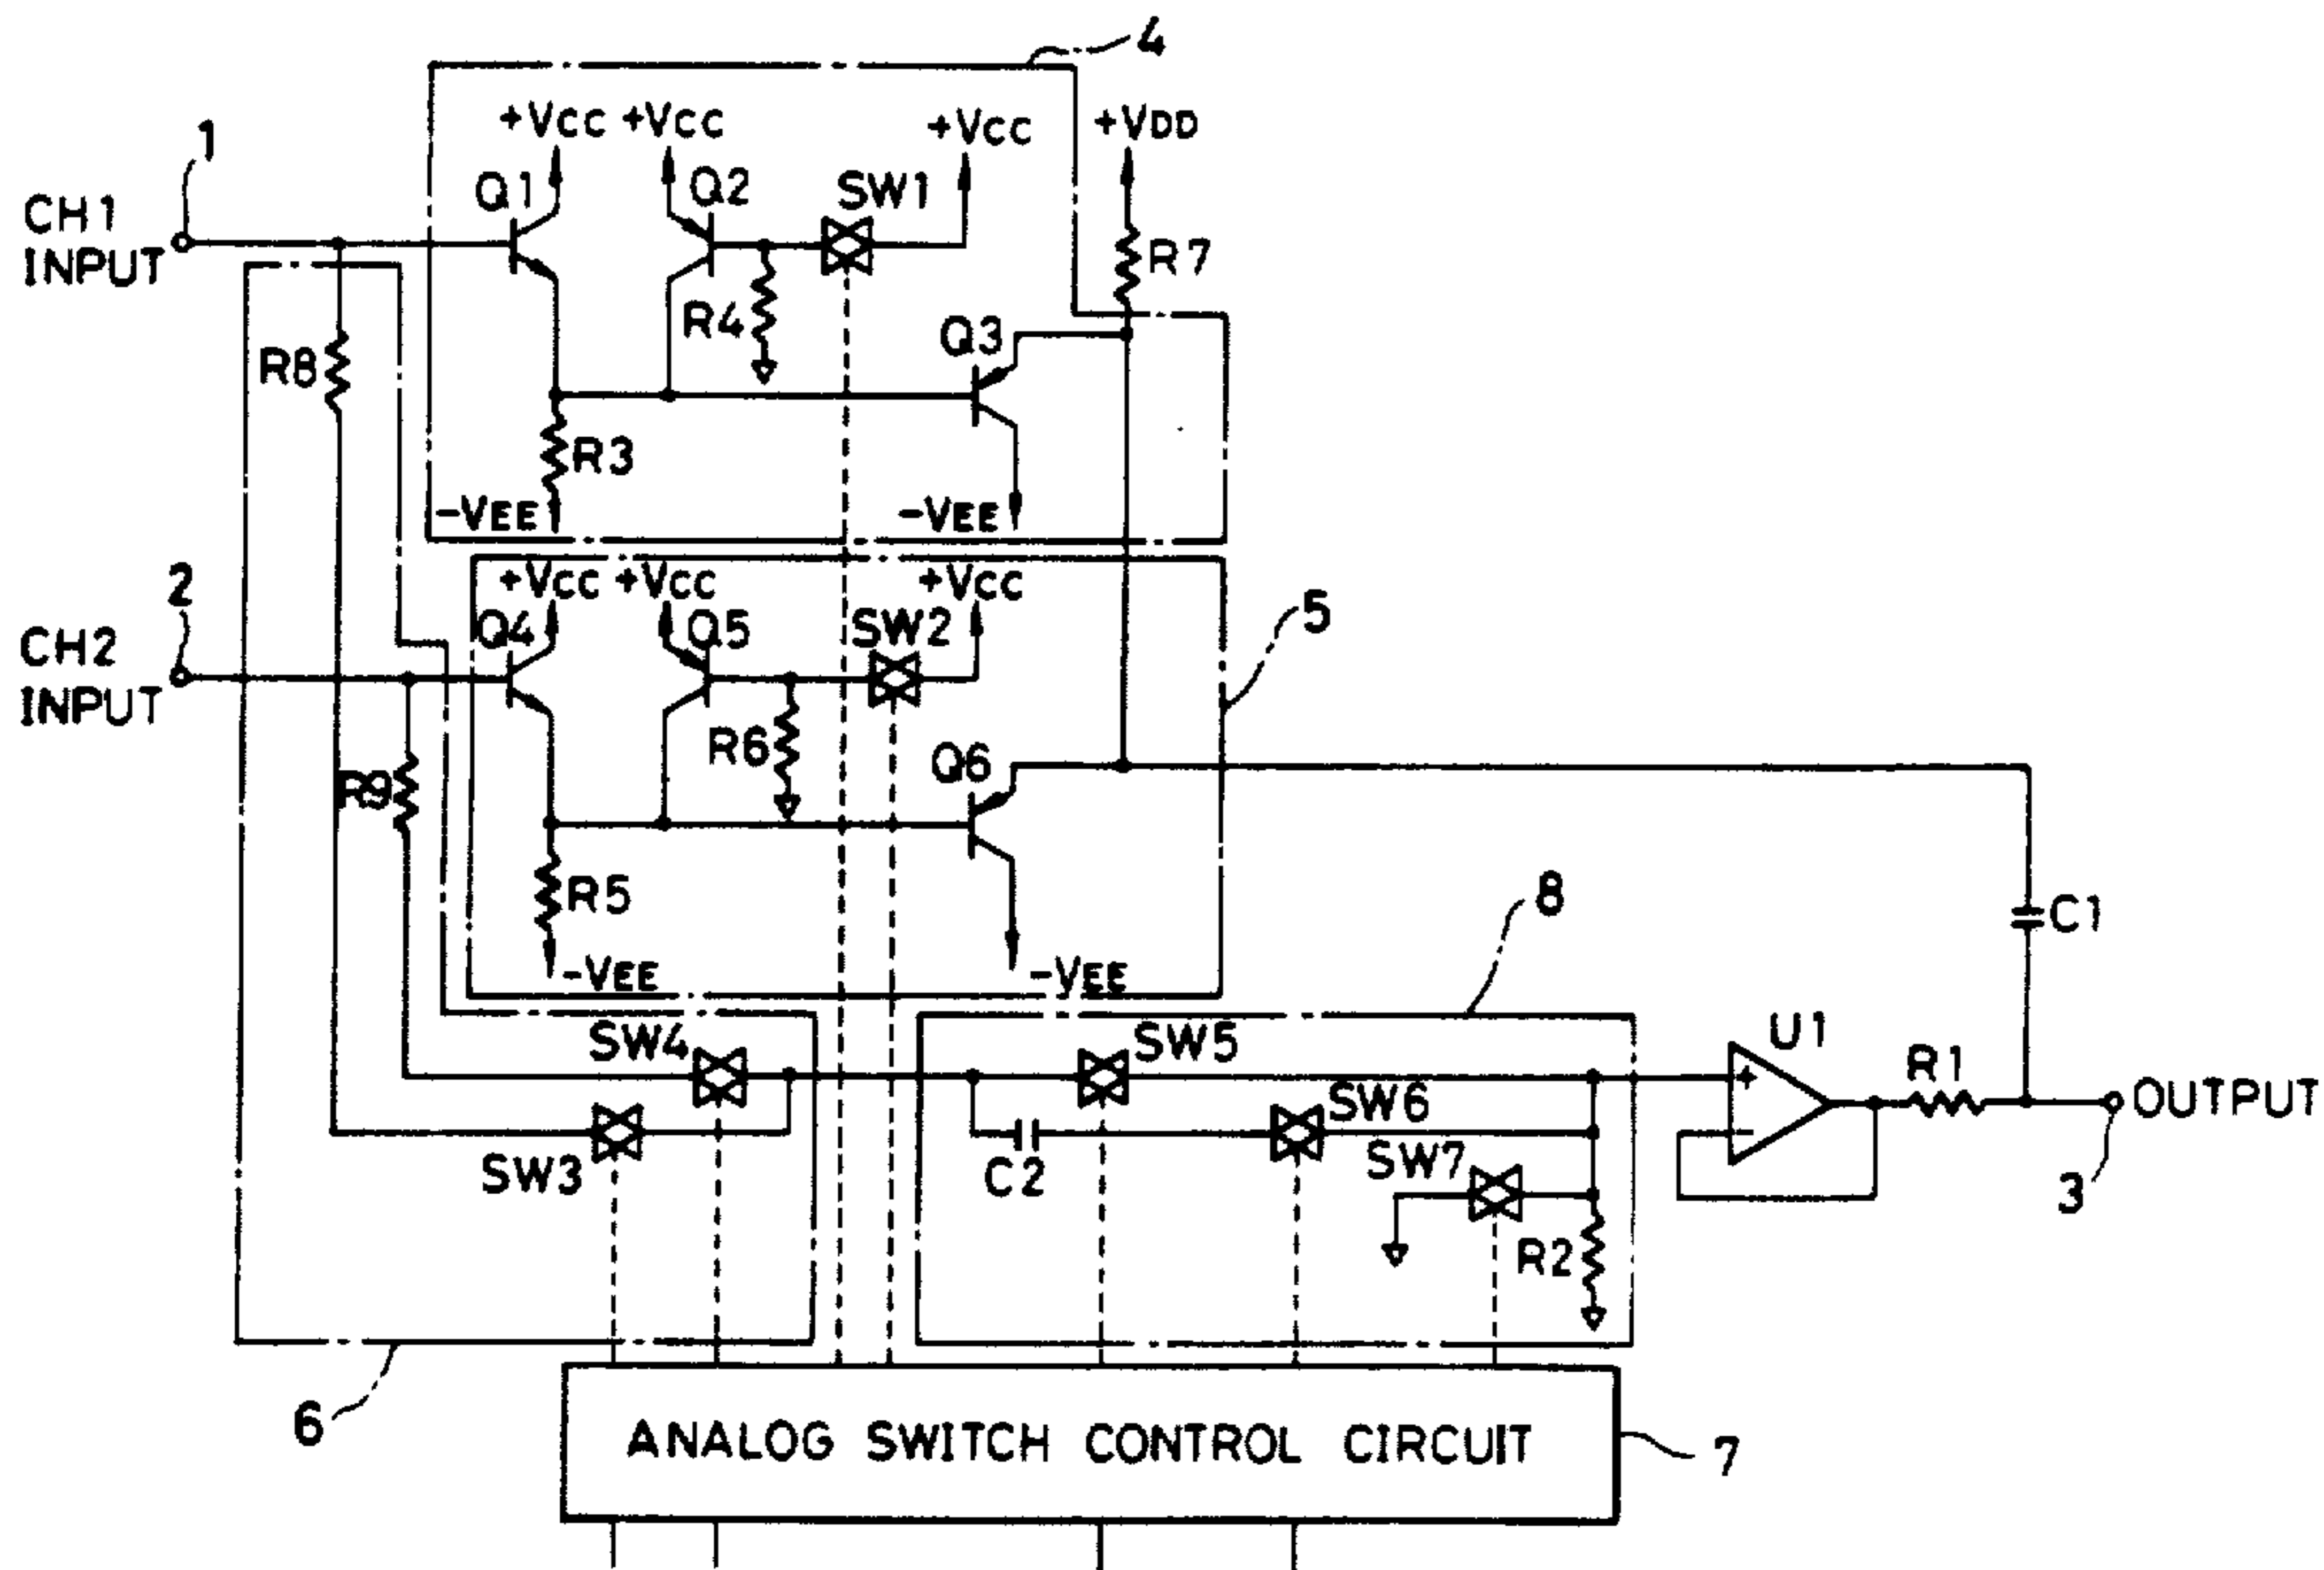 4
+VCC +VCC +VCC +VDD
1
CH1
INPUT
Q1 Q2 SW1
R7
R4
Q3
R8
R3
-VEE -VEE
2
+VCC +VCC +VCC
5
CH2
INPUT
Q4 Q5 SW2
R6
Q6
R9
R5
8
C1
-VEE -VEE
SW4 SW5 U1
R1
+
SW6
OUTPUT
-
SW3 C2 SW7
3
R2
6
ANALOG SWITCH CONTROL CIRCUIT
7